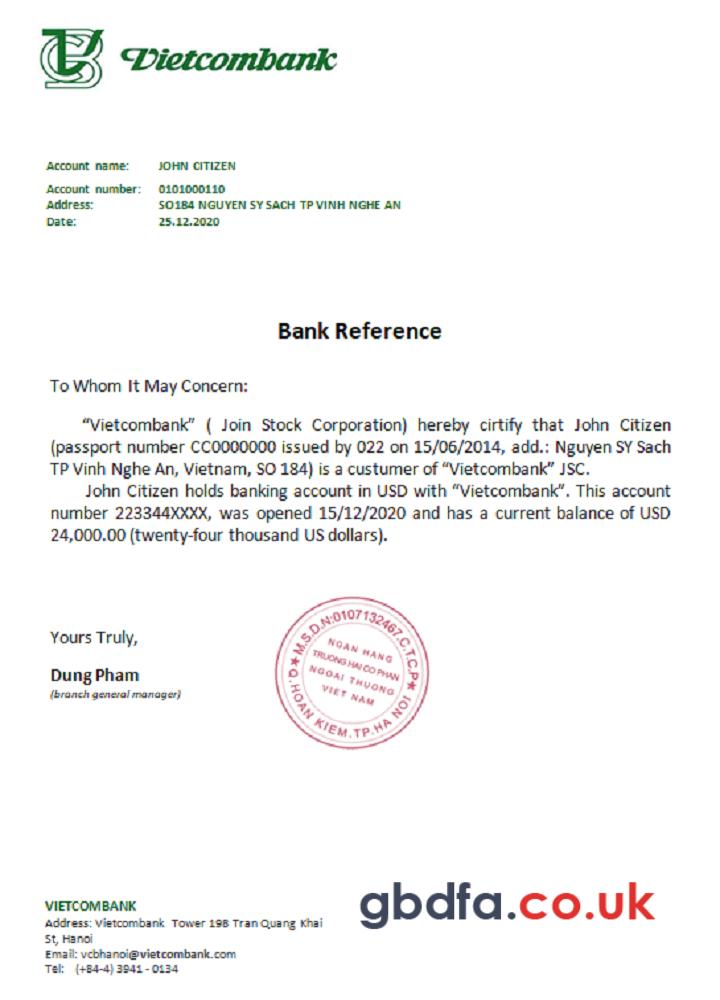 Vietcombank
Account name: JOHN CITIZEN
Account number: 0101000110
Address: SO184 NGUYEN SY SACH TP VINH NGHE AN
Date: 25.12.2020
Bank Reference
To Whom It May Concern:
“Vietcombank” ( Join Stock Corporation) hereby cirtify that John Citizen
(passport number CC0000000 issued by 022 on 15/06/2014, add.: Nguyen SY Sach
TP Vinh Nghe An, Vietnam, SO 184) is a custumer of “Vietcombank” JSC.
John Citizen holds banking account in USD with “Vietcombank”. This account
number 223344XXXX, was opened 15/12/2020 and has a current balance of USD
24,000.00 (twenty-four thousand US dollars).
Yours Truly,
Dung Pham
(branch general manager)
M.S.D.N:0107132467.C.T.C.P
NGAN HANG
TRUONG HAI CO PHAN
NGOAI THUONG
VIET NAM
Q.HOAN KIEM.TP.HA NOI
VIETCOMBANK
Address: Vietcombank Tower 198 Tran Quang Khai
St, Hanoi
Email: vcbhanoi@vietcombank.com
Tel: (+84-4) 3941 - 0134
gbdfa.co.uk